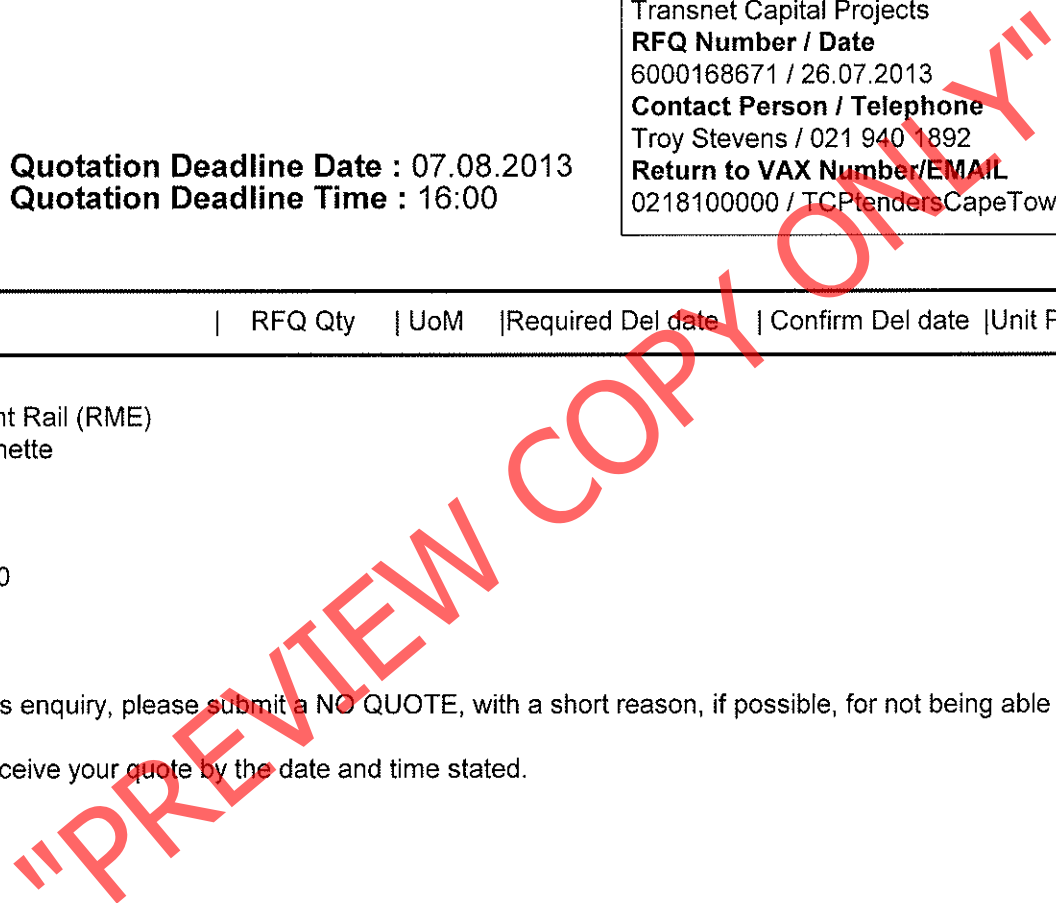 Transnet Capital Projects
RFQ Number / Date
6000168671 / 26.07.2013
Contact Person / Telephone
Troy Stevens / 021 940 1892
Return to VAX Number/EMAIL
0218100000 / TCPtendersCapeTow
Quotation Deadline Date : 07.08.2013
Quotation Deadline Time : 16:00
| RFQ Qty | UoM |Required Del date | Confirm Del date |Unit P
nt Rail (RME)
nette
0
s enquiry, please submit a NO QUOTE, with a short reason, if possible, for not being able
ceive your quote by the date and time stated.
"PREVIEW COPY ONLY"